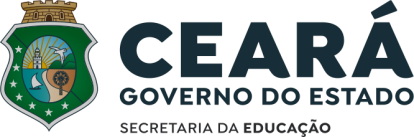 CEARÁ
GOVERNO DO ESTADO
SECRETARIA DA EDUCAÇÃO